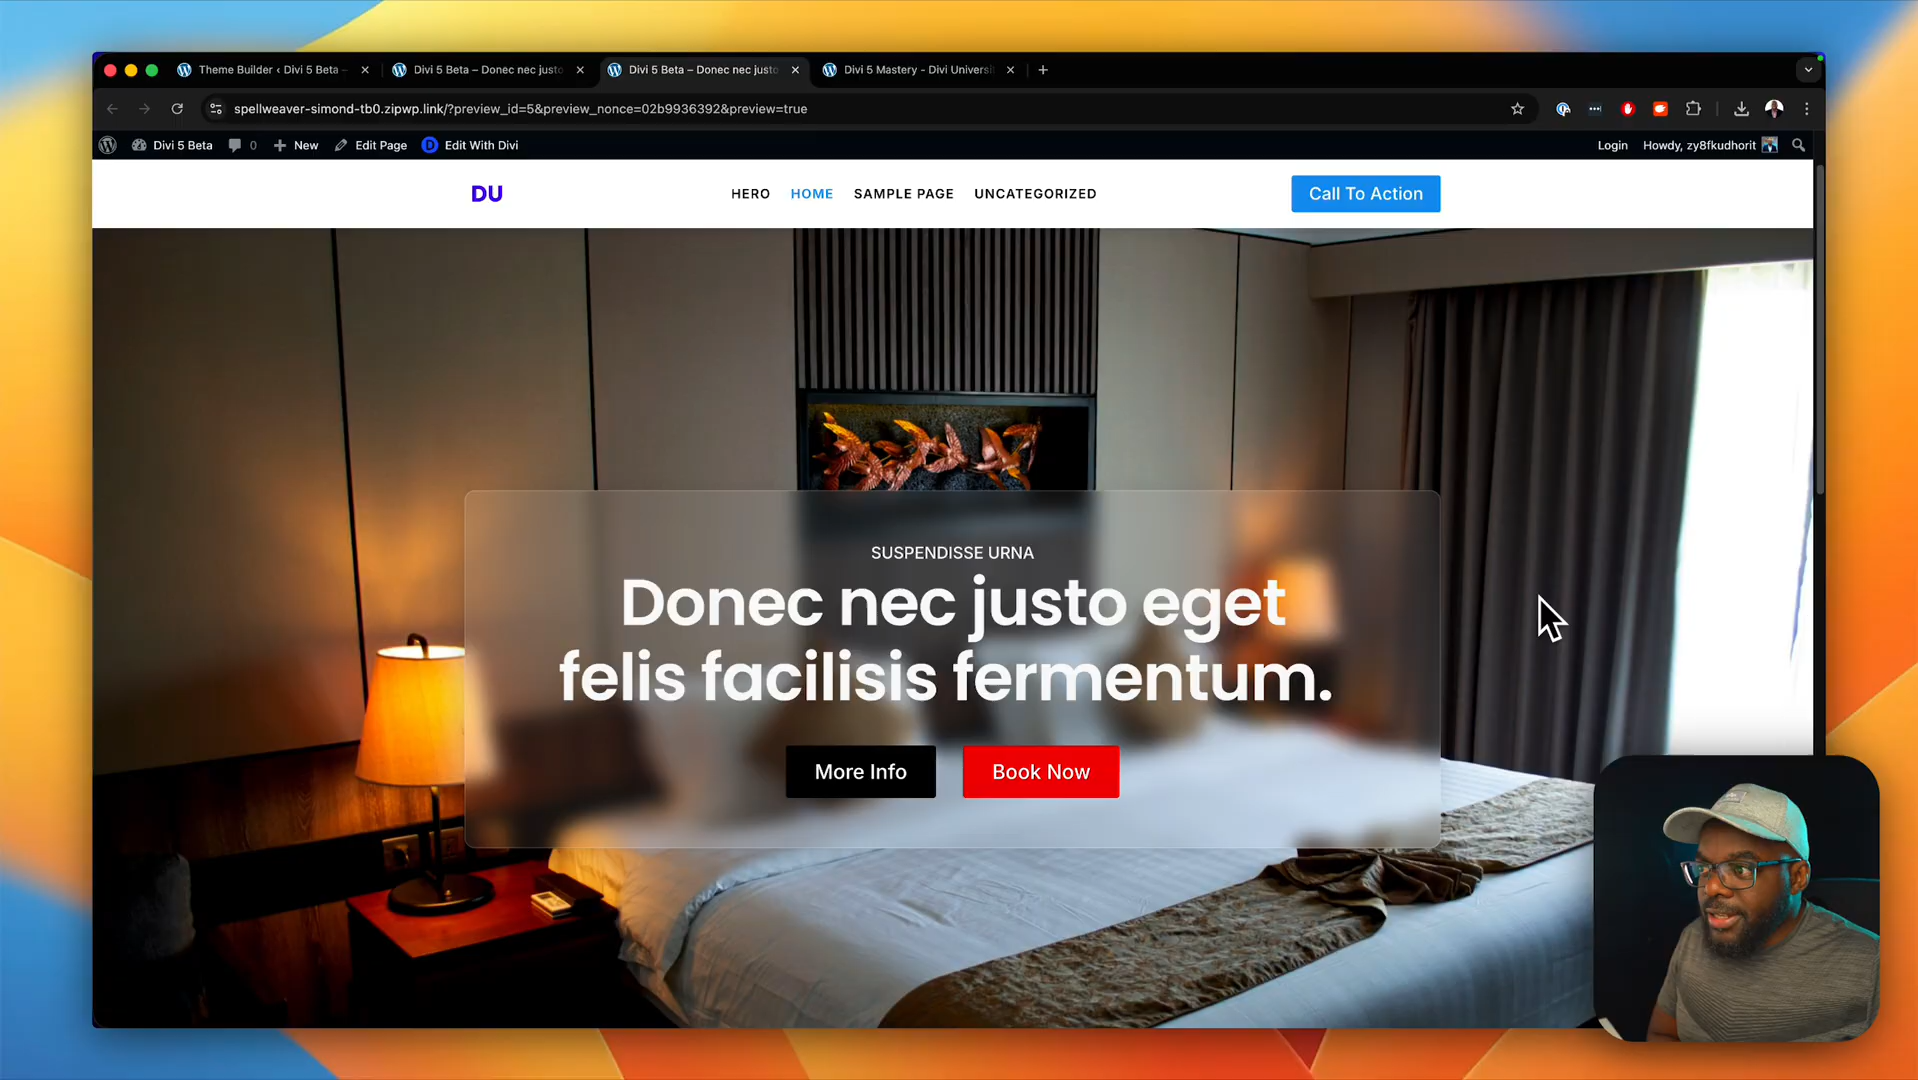 Theme Builder ‹ Divi 5 Beta –
Divi 5 Beta – Donec nec justo
Divi 5 Beta – Donec nec justo
Divi 5 Mastery - Divi Universi
spellweaver-simond-tb0.zipwp.link/?preview_id=5&preview_nonce=02b9936392&preview=true
Divi 5 Beta
0
New
Edit Page
D
Edit With Divi
Login
Howdy, zy8fkudhorit
DU
HERO
HOME
SAMPLE PAGE
UNCATEGORIZED
Call To Action
SUSPENDISSE URNA
Donec nec justo eget
felis facilisis fermentum.
More Info
Book Now